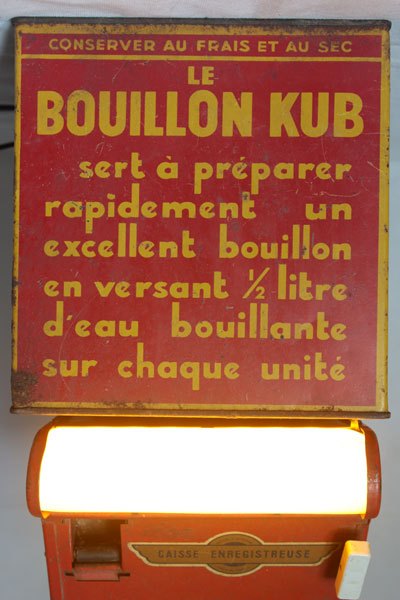 CONSERVER AU FRAIS ET AU SEC
LE
BOUILLON KUB
sert à préparer
rapidement un
excellent bouillon
en versant ½ litre
d'eau bouillante
sur chaque unité
CAISSE ENREGISTREUSE